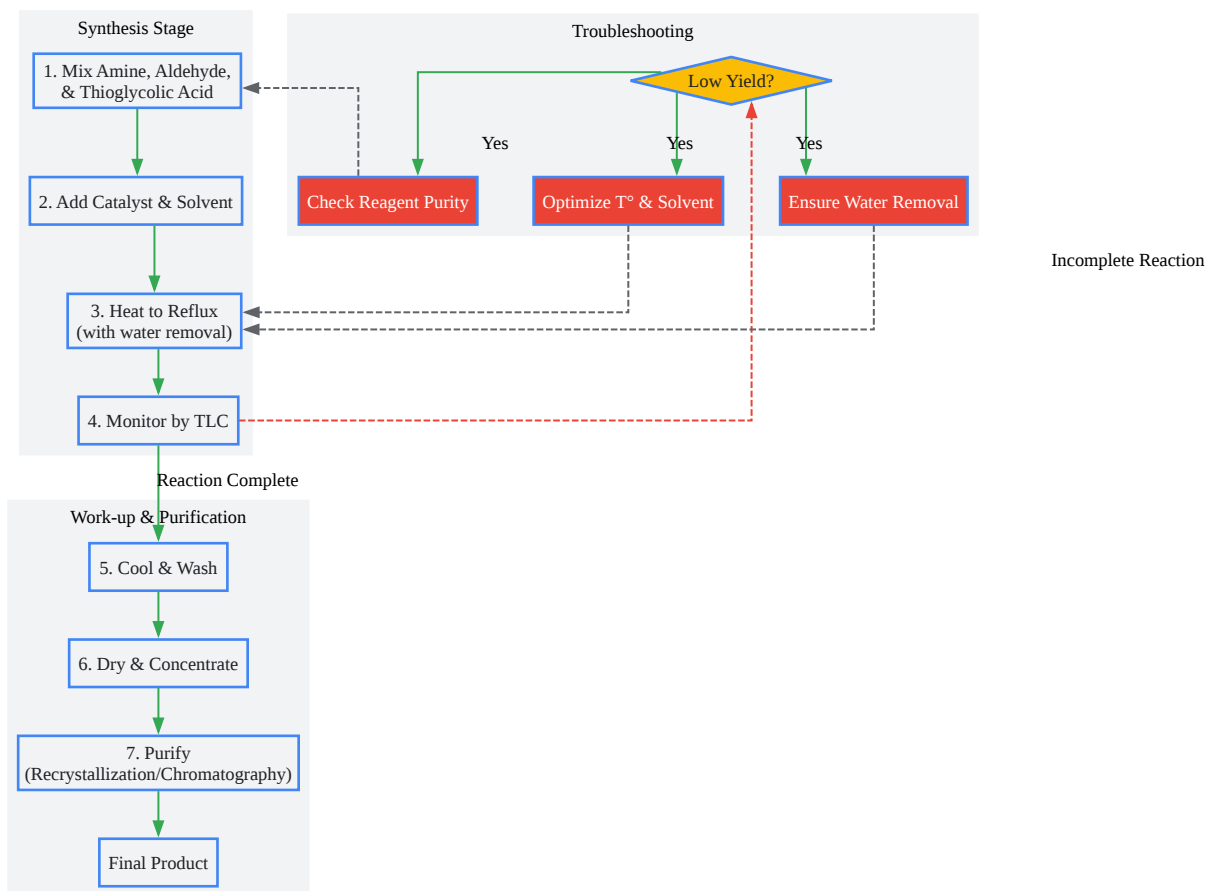 Synthesis Stage
1. Mix Amine, Aldehyde,
& Thioglycolic Acid
2. Add Catalyst & Solvent
3. Heat to Reflux
(with water removal)
4. Monitor by TLC
Troubleshooting
Low Yield?
Yes
Yes
Yes
Check Reagent Purity
Optimize T° & Solvent
Ensure Water Removal
Incomplete Reaction
Reaction Complete
Work-up & Purification
5. Cool & Wash
6. Dry & Concentrate
7. Purify
(Recrystallization/Chromatography)
Final Product